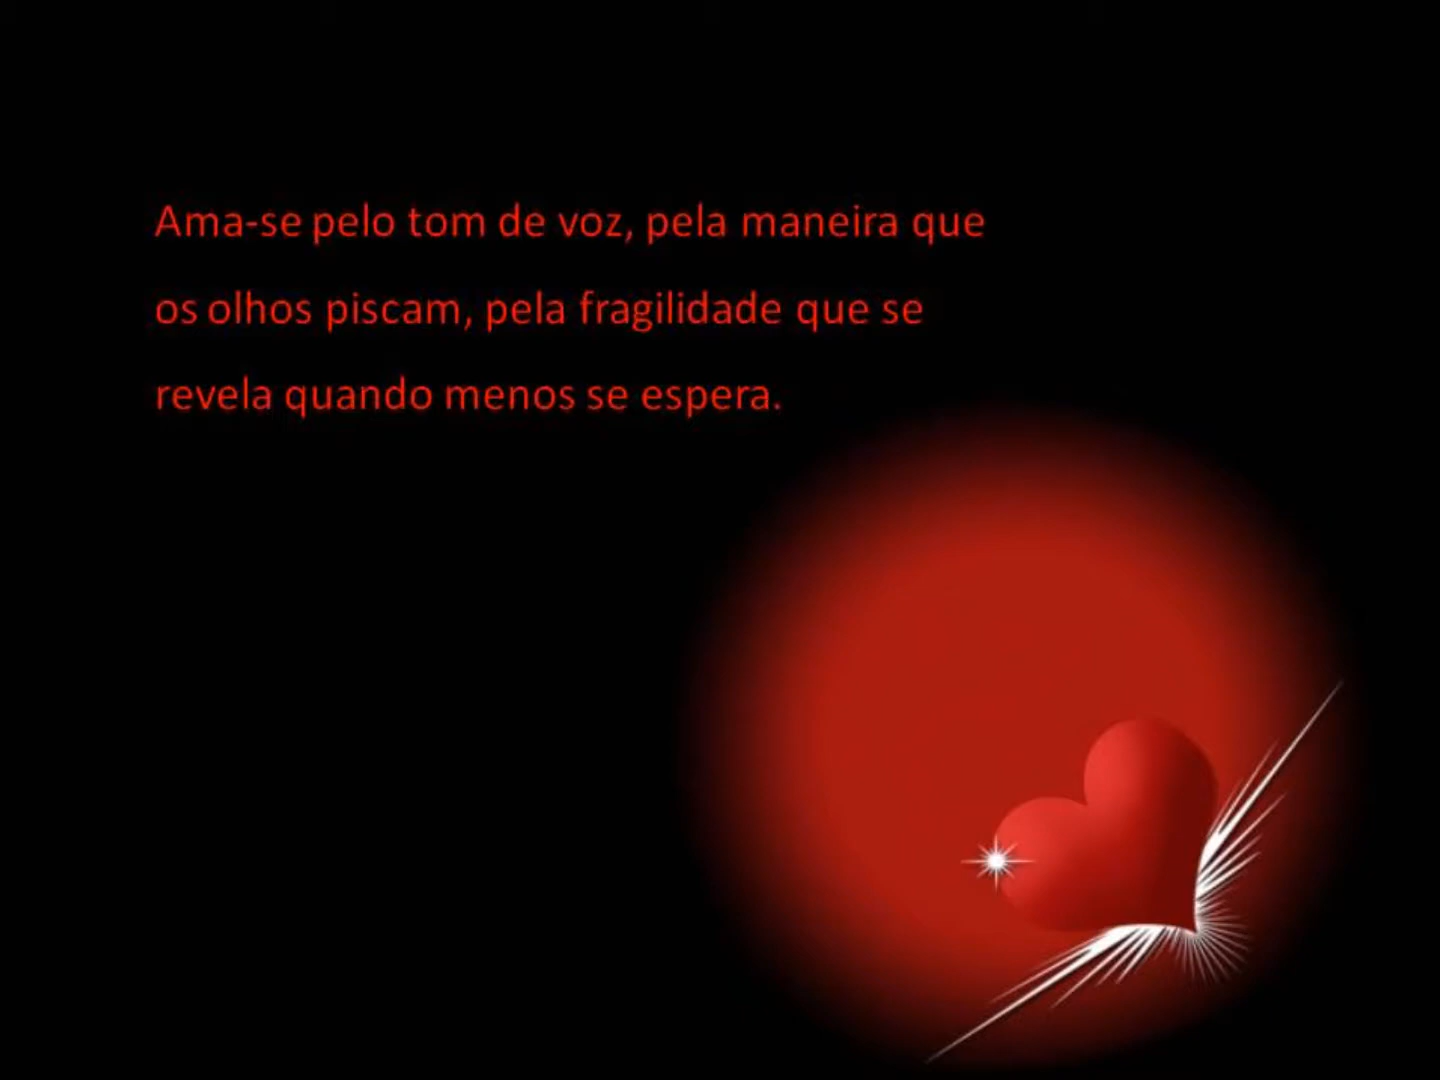 Ama-se pelo tom de voz, pela maneira que
os olhos piscam, pela fragilidade que se
revela quando menos se espera.